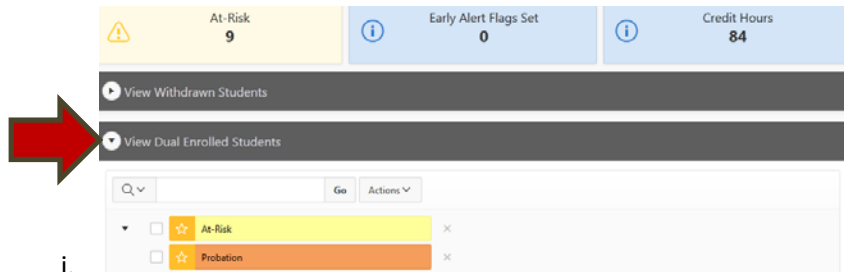 At-Risk
9
Early Alert Flags Set
0
Credit Hours
84
View Withdrawn Students
View Dual Enrolled Students
Go Actions
At-Risk
Probation
i.